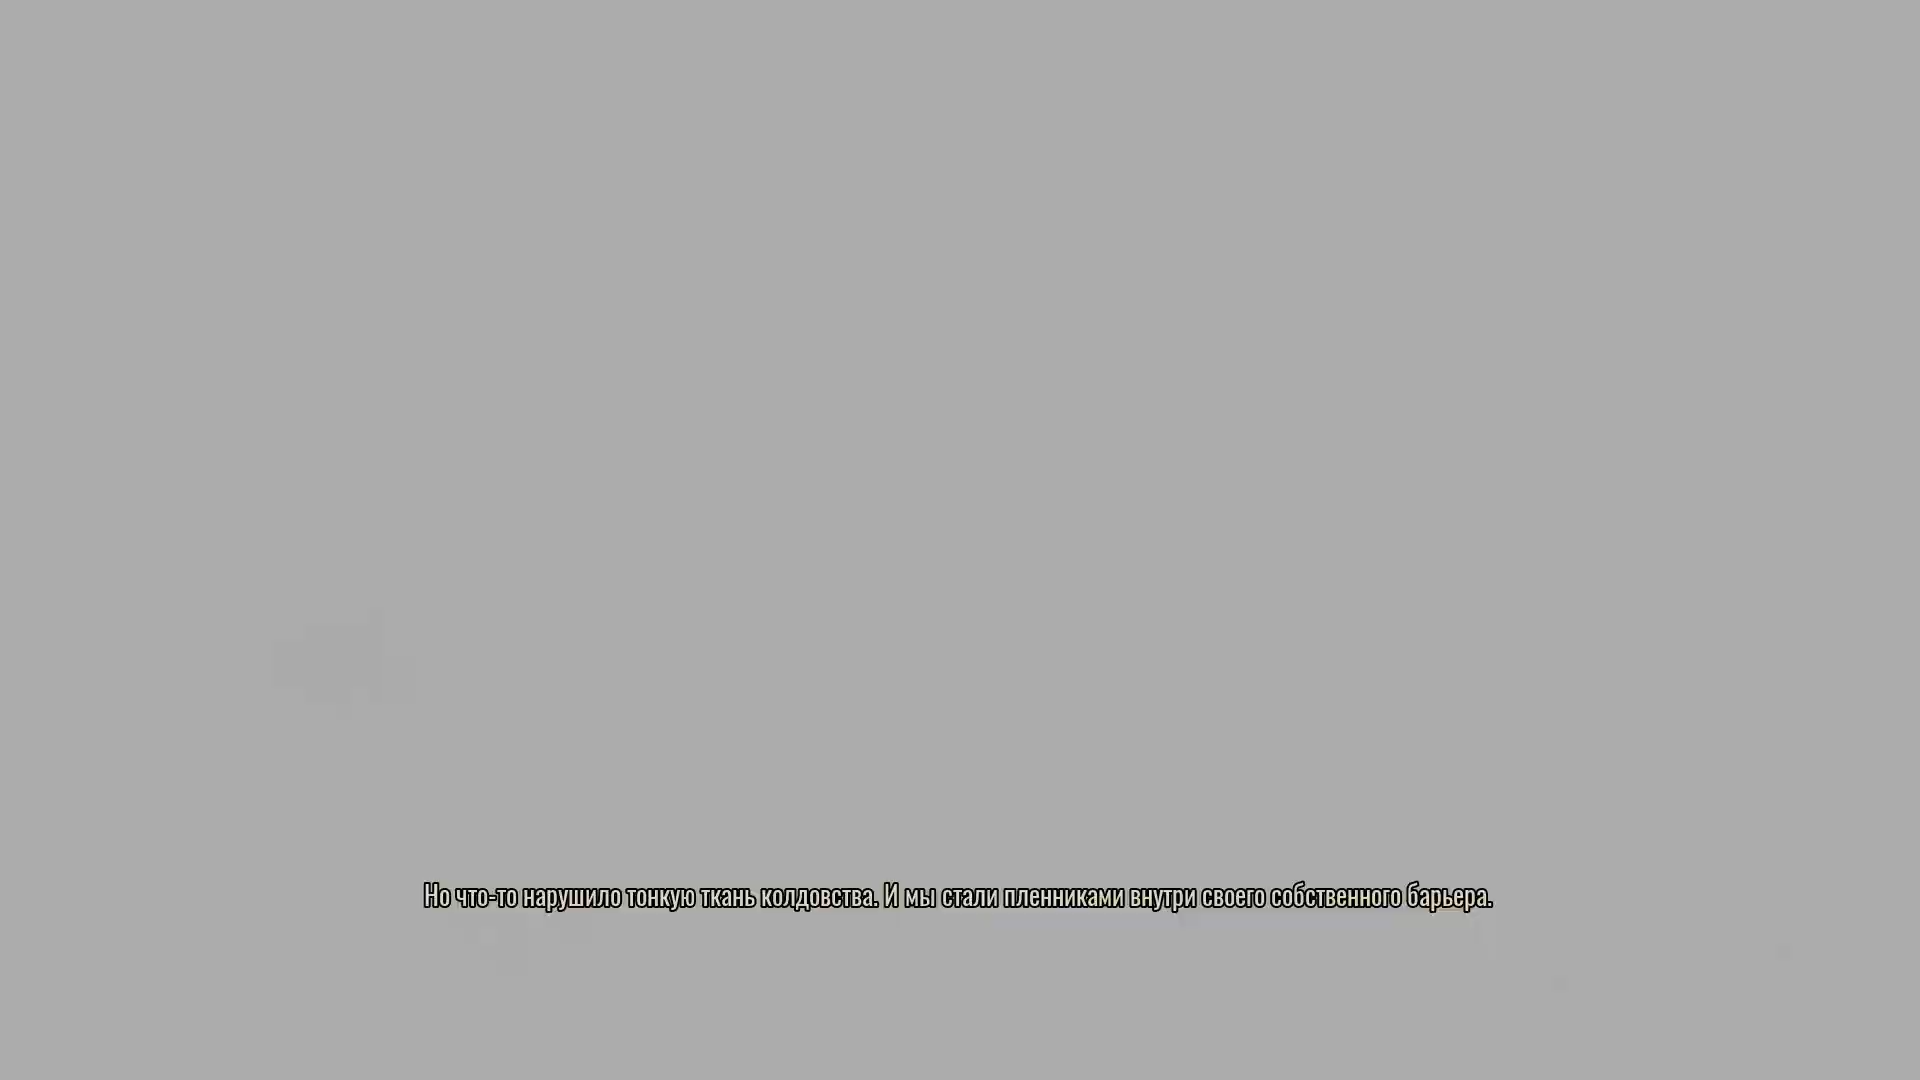 Но что-то нарушило тонкую ткань колдовства. И мы стали пленниками внутри своего собственного барьера.